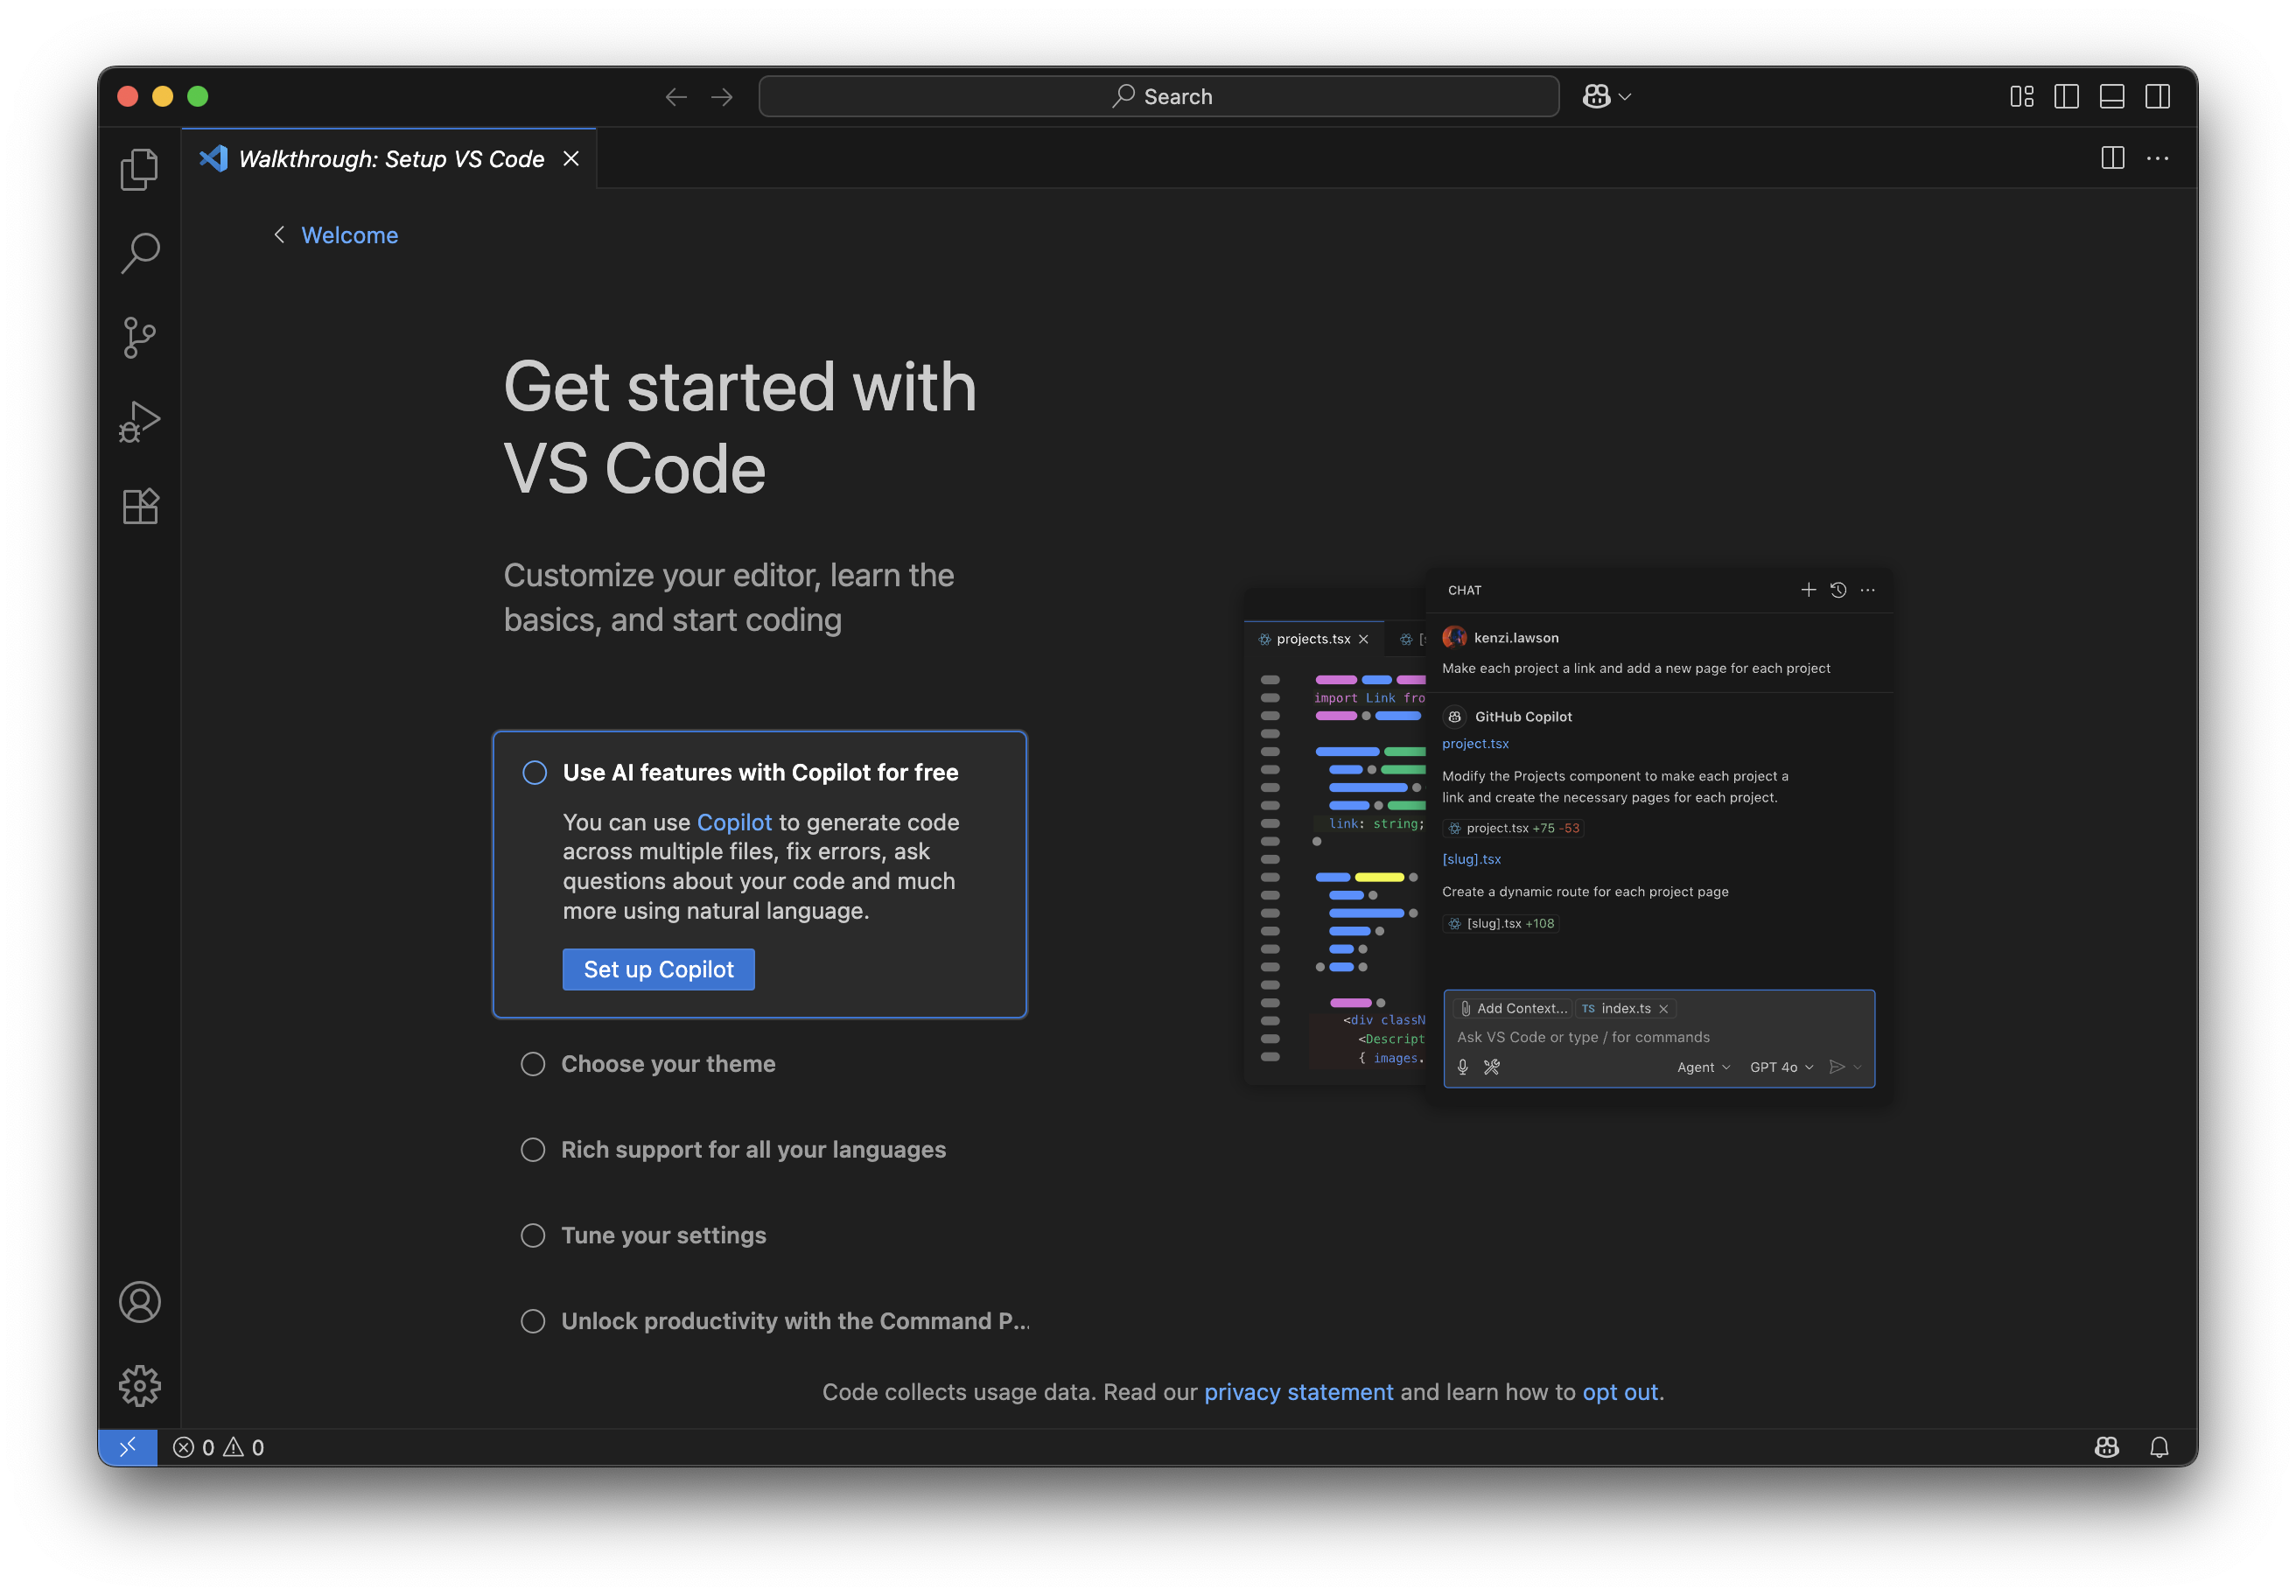 Search
Walkthrough: Setup VS Code
Welcome
Get started with
VS Code
Customize your editor, learn the
basics, and start coding
Use AI features with Copilot for free
You can use Copilot to generate code
across multiple files, fix errors, ask
questions about your code and much
more using natural language.
Set up Copilot
Choose your theme
Rich support for all your languages
Tune your settings
Unlock productivity with the Command P...
projects.tsx
[s
import Link fro
link: string;
<div classN
<Descript
{ images.
CHAT
kenzi.lawson
Make each project a link and add a new page for each project
GitHub Copilot
project.tsx
Modify the Projects component to make each project a
link and create the necessary pages for each project.
project.tsx +75 -53
[slug].tsx
Create a dynamic route for each project page
[slug].tsx +108
Add Context... TS index.ts
Ask VS Code or type / for commands
Agent GPT 4o
Code collects usage data. Read our privacy statement and learn how to opt out.
0 0